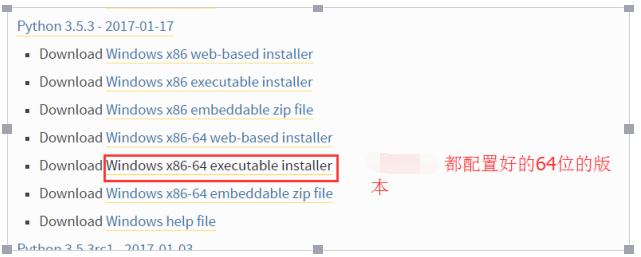 Python 3.5.3 - 2017-01-17
Download Windows x86 web-based installer
Download Windows x86 executable installer
Download Windows x86 embeddable zip file
Download Windows x86-64 web-based installer
Download Windows x86-64 executable installer
都配置好的64位的版
本
Download Windows x86-64 embeddable zip file
Download Windows help file
Python 3.5.3rc1 - 2017-01-03